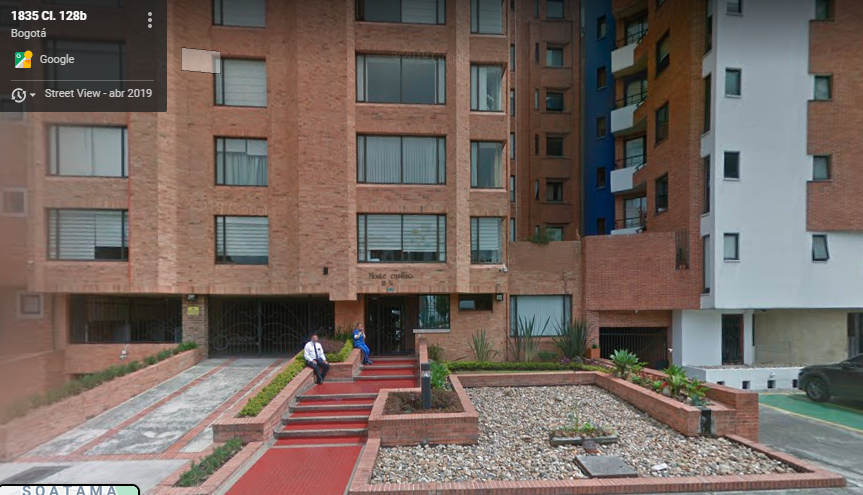 1835 Cl. 128b
Bogotá
Google
Street View - abr 2019
SOATAMA